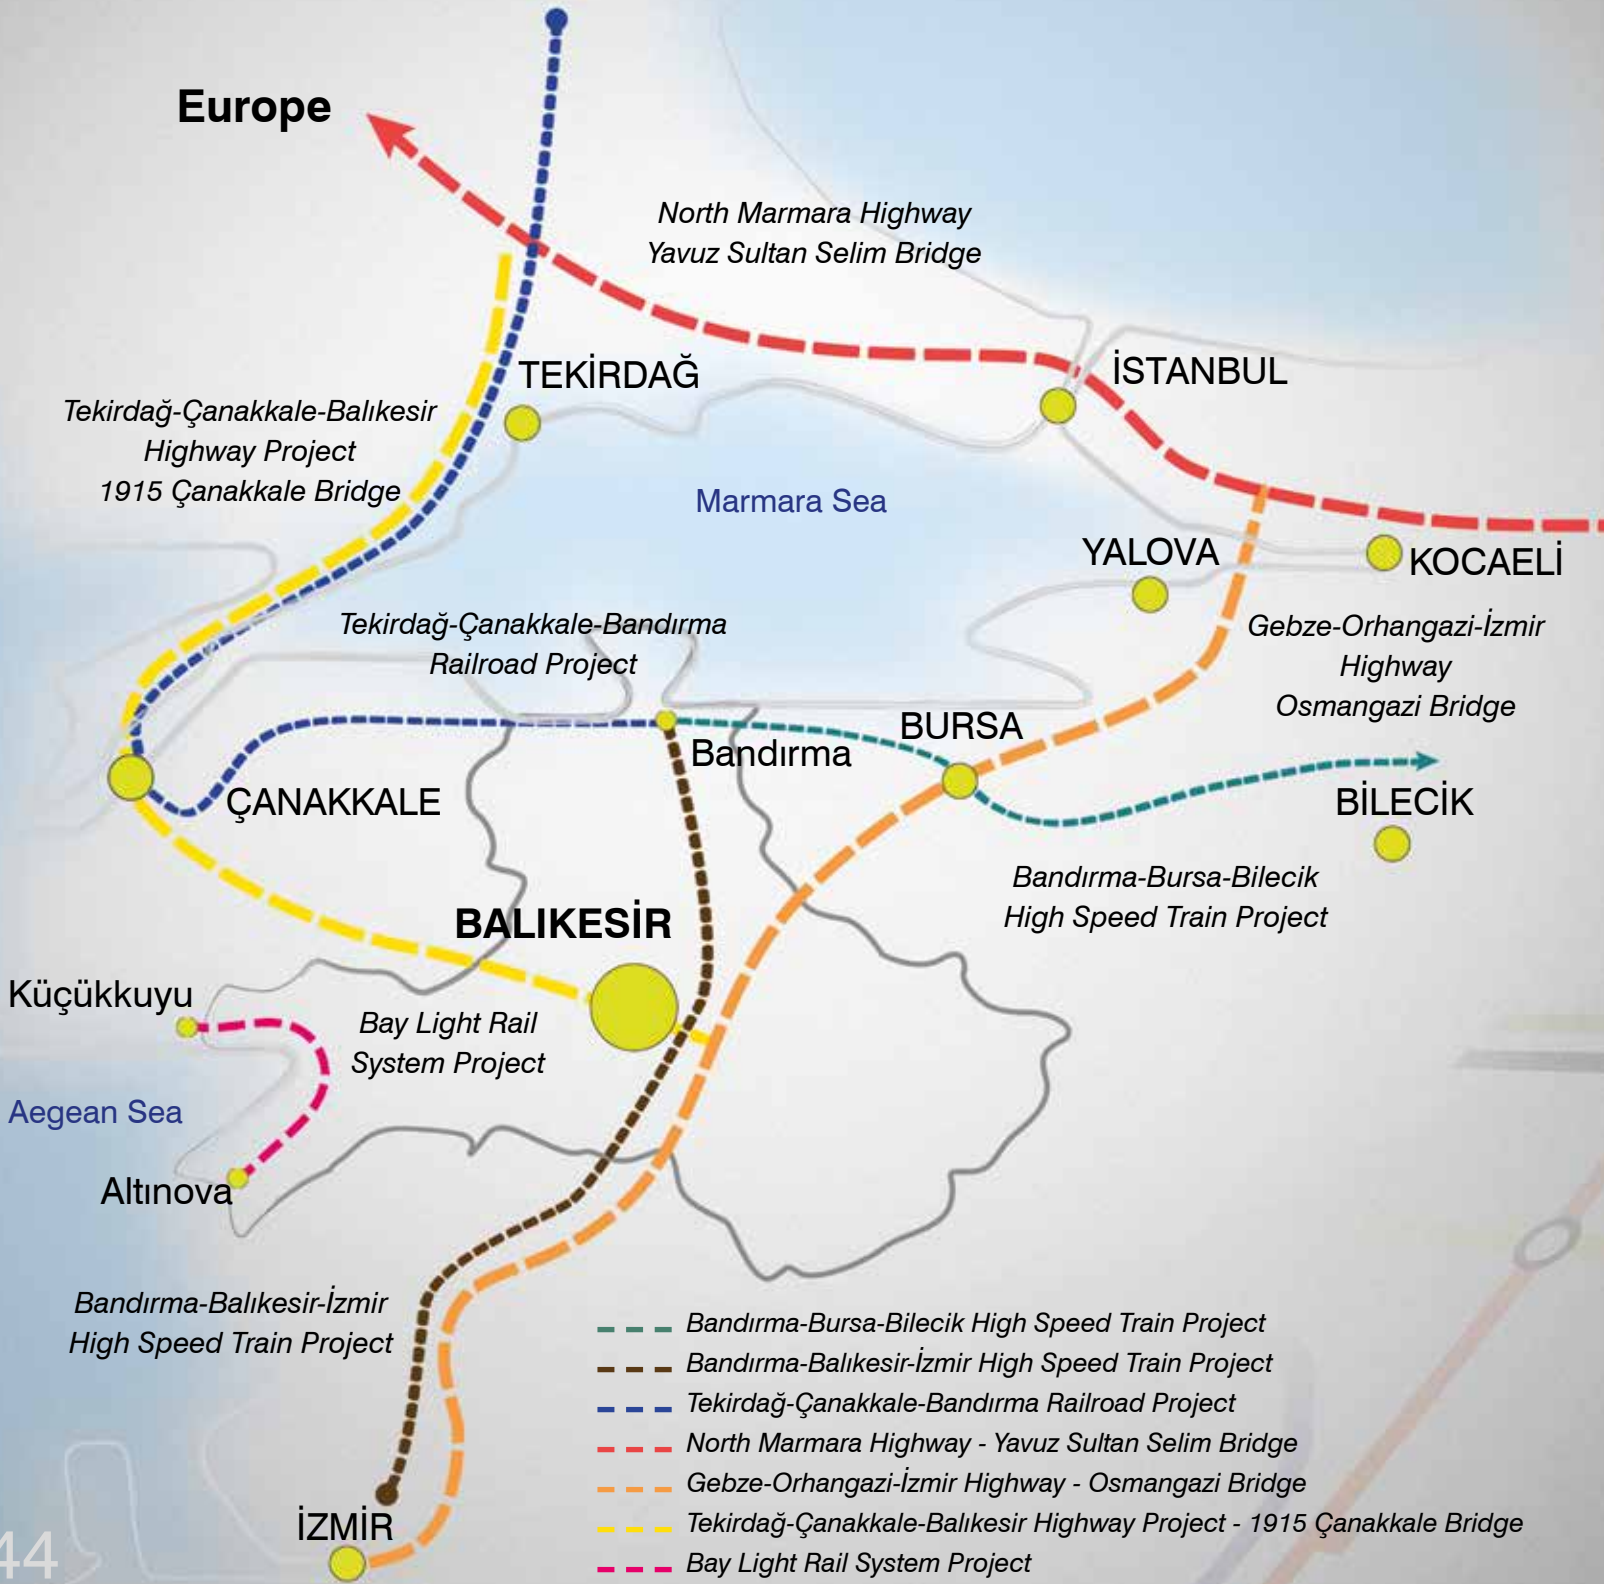 Europe
North Marmara Highway
Yavuz Sultan Selim Bridge
TEKİRDAĞ
İSTANBUL
Tekirdağ-Çanakkale-Balıkesir
Highway Project
1915 Çanakkale Bridge
Marmara Sea
YALOVA
KOCAELİ
Tekirdağ-Çanakkale-Bandırma
Railroad Project
Gebze-Orhangazi-İzmir
Highway
Osmangazi Bridge
BURSA
Bandırma
ÇANAKKALE
BİLECİK
Bandırma-Bursa-Bilecik
High Speed Train Project
BALIKESİR
Küçükkuyu
Bay Light Rail
System Project
Aegean Sea
Altınova
Bandırma-Balıkesir-İzmir
High Speed Train Project
İZMİR
Bandırma-Bursa-Bilecik High Speed Train Project
Bandırma-Balıkesir-İzmir High Speed Train Project
Tekirdağ-Çanakkale-Bandırma Railroad Project
North Marmara Highway - Yavuz Sultan Selim Bridge
Gebze-Orhangazi-İzmir Highway - Osmangazi Bridge
Tekirdağ-Çanakkale-Balıkesir Highway Project - 1915 Çanakkale Bridge
Bay Light Rail System Project
44